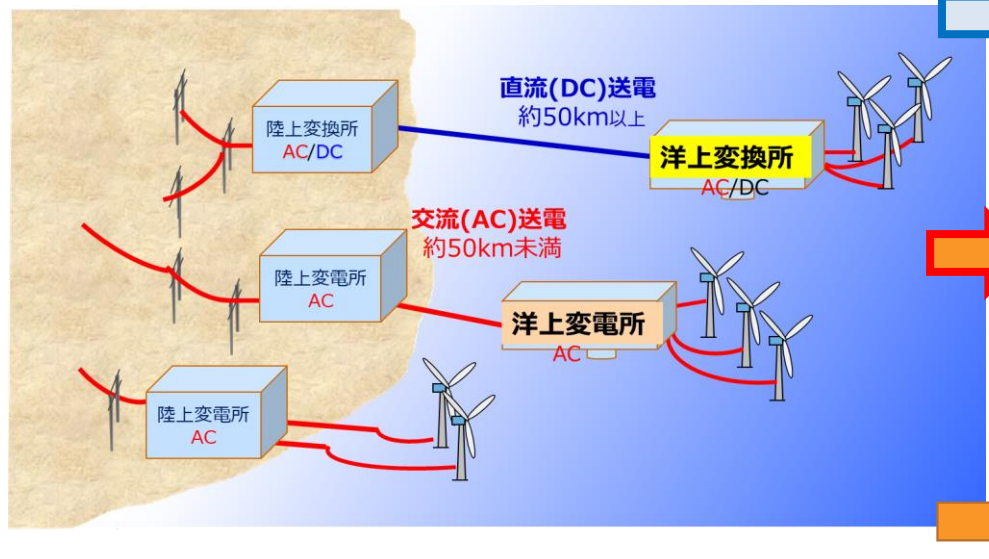 直流(DC)送電
約50km以上
陸上変換所
AC/DC
洋上変換所
AC/DC
交流(AC)送電
約50km未満
陸上変電所
AC
洋上変電所
AC
陸上変電所
AC